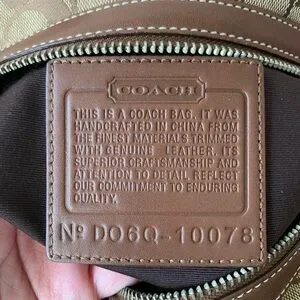 COACH
THIS IS A COACH BAG. IT WAS
HANDCRAFTED IN CHINA FROM
THE FINEST MATERIALS TRIMMED
WITH GENUINE LEATHER. ITS
SUPERIOR CRAFTSMANSHIP AND
ATTENTION TO DETAIL REFLECT
OUR COMMITMENT TO ENDURING
QUALITY.
Nº DO6Q-10078